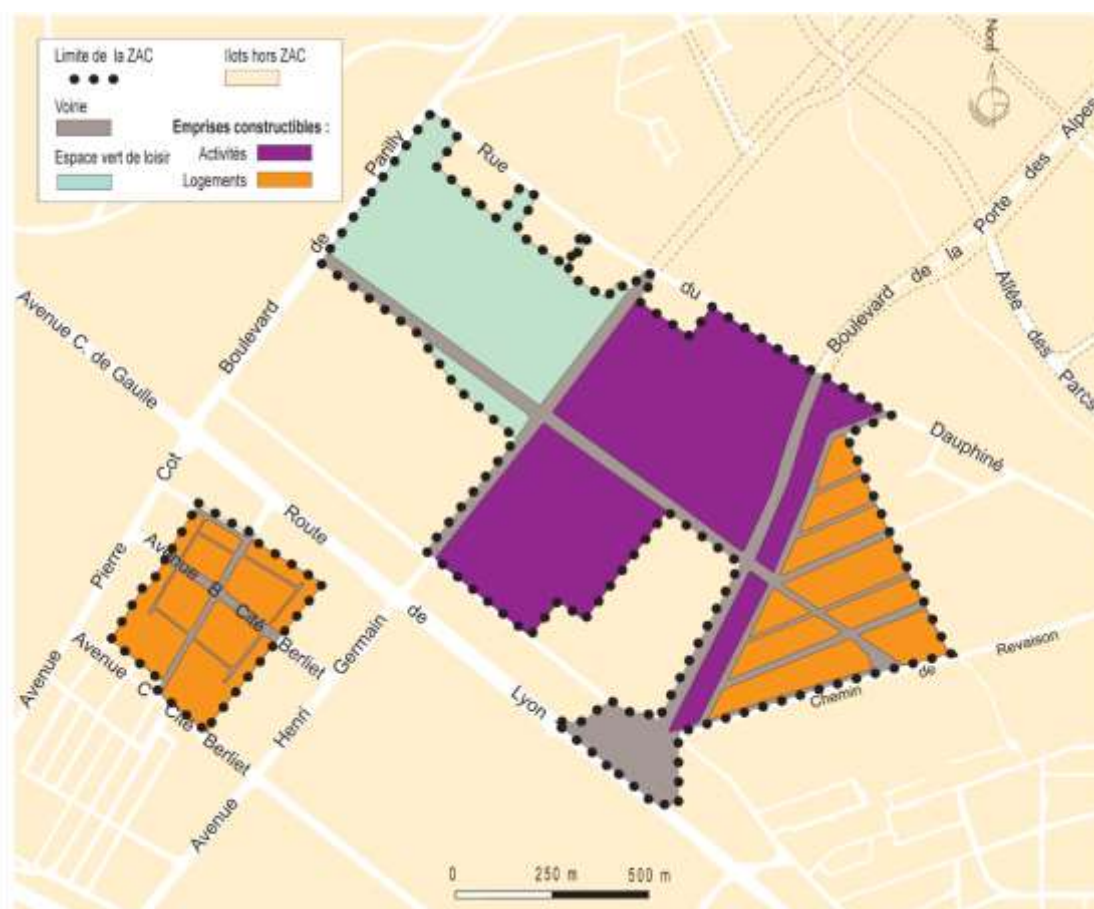 Limite de la ZAC
Ilots hors ZAC
Voirie
Emprises constructibles :
Espace vert de loisir
Activités
Logements
Nord
Boulevard de Parilly
Rue du Dauphiné
Boulevard de la Porte des Alpes
Allée des Parcs
Avenue C. de Gaulle
Route de Lyon
Avenue Pierre Cot
Avenue B Cité Berliet
Avenue C Cité Berliet
Avenue Henri Germain
Chemin de Revaison
0 250 m 500 m